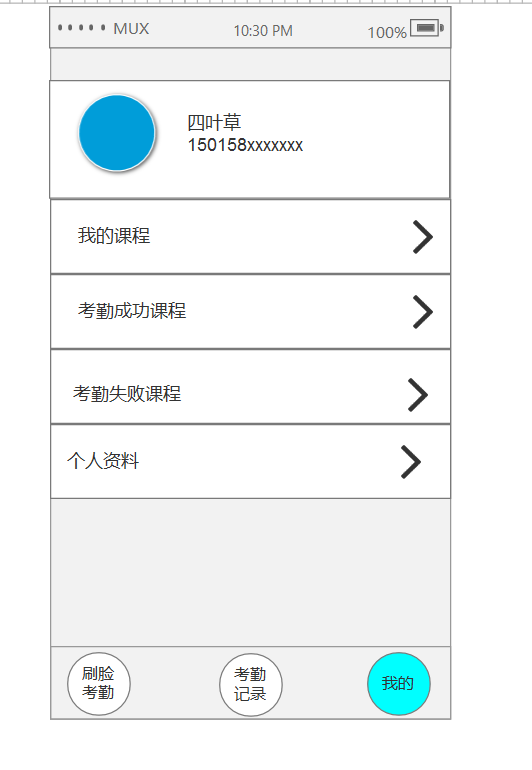 MUX 10:30 PM 100%
四叶草
150158xxxxxxx
我的课程
考勤成功课程
考勤失败课程
个人资料
刷脸
考勤
考勤
记录
我的